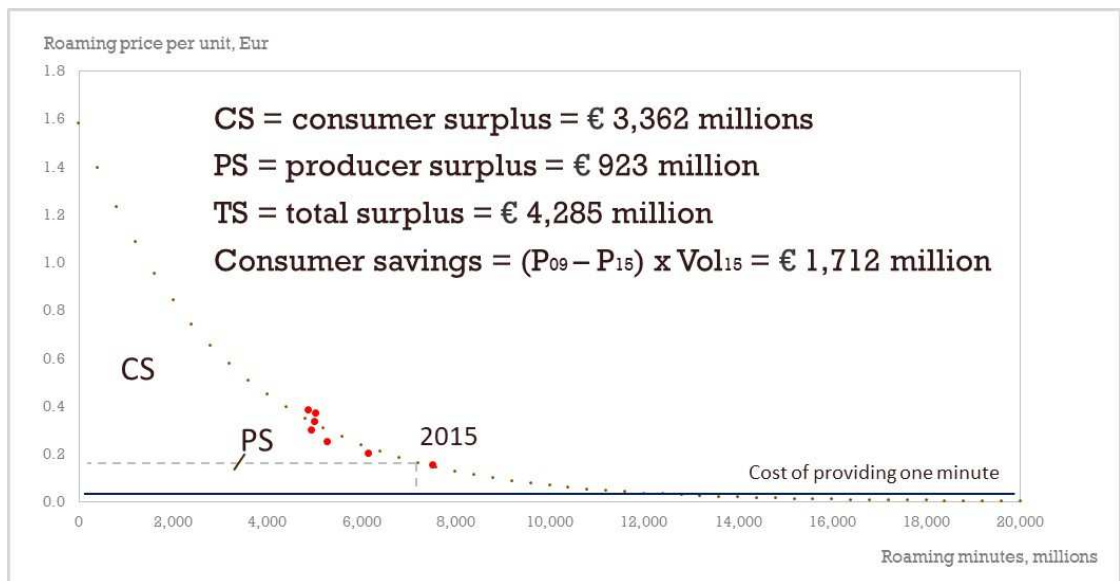 Roaming price per unit, Eur
1.8
1.6
1.4
1.2
1.0
0.8
0.6
0.4
0.2
0.0
CS = consumer surplus = € 3,362 millions
PS = producer surplus = € 923 million
TS = total surplus = € 4,285 million
Consumer savings = (P09 – P15) x Vol15 = € 1,712 million
CS
PS
2015
Cost of providing one minute
0 2,000 4,000 6,000 8,000 10,000 12,000 14,000 16,000 18,000 20,000
Roaming minutes, millions